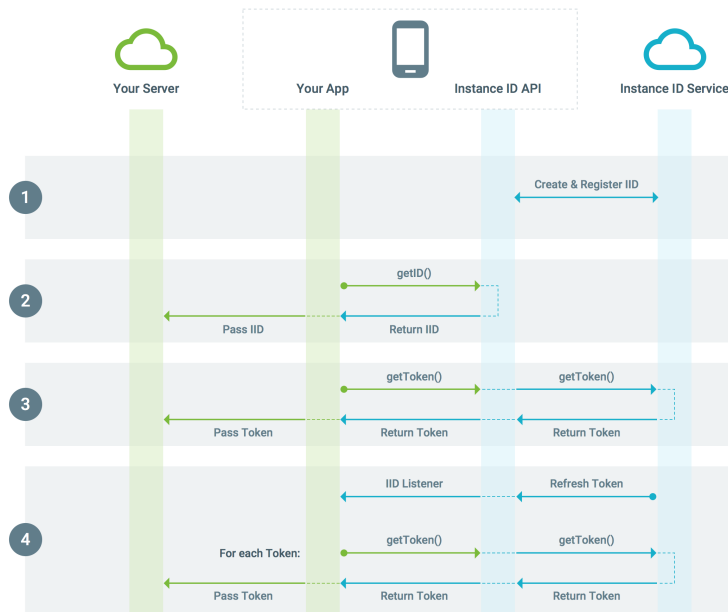 Your Server
Your App
Instance ID API
Instance ID Service
1
Create & Register IID
2
getID()
Pass IID
Return IID
3
getToken()
getToken()
Pass Token
Return Token
Return Token
4
IID Listener
Refresh Token
For each Token:
getToken()
getToken()
Pass Token
Return Token
Return Token